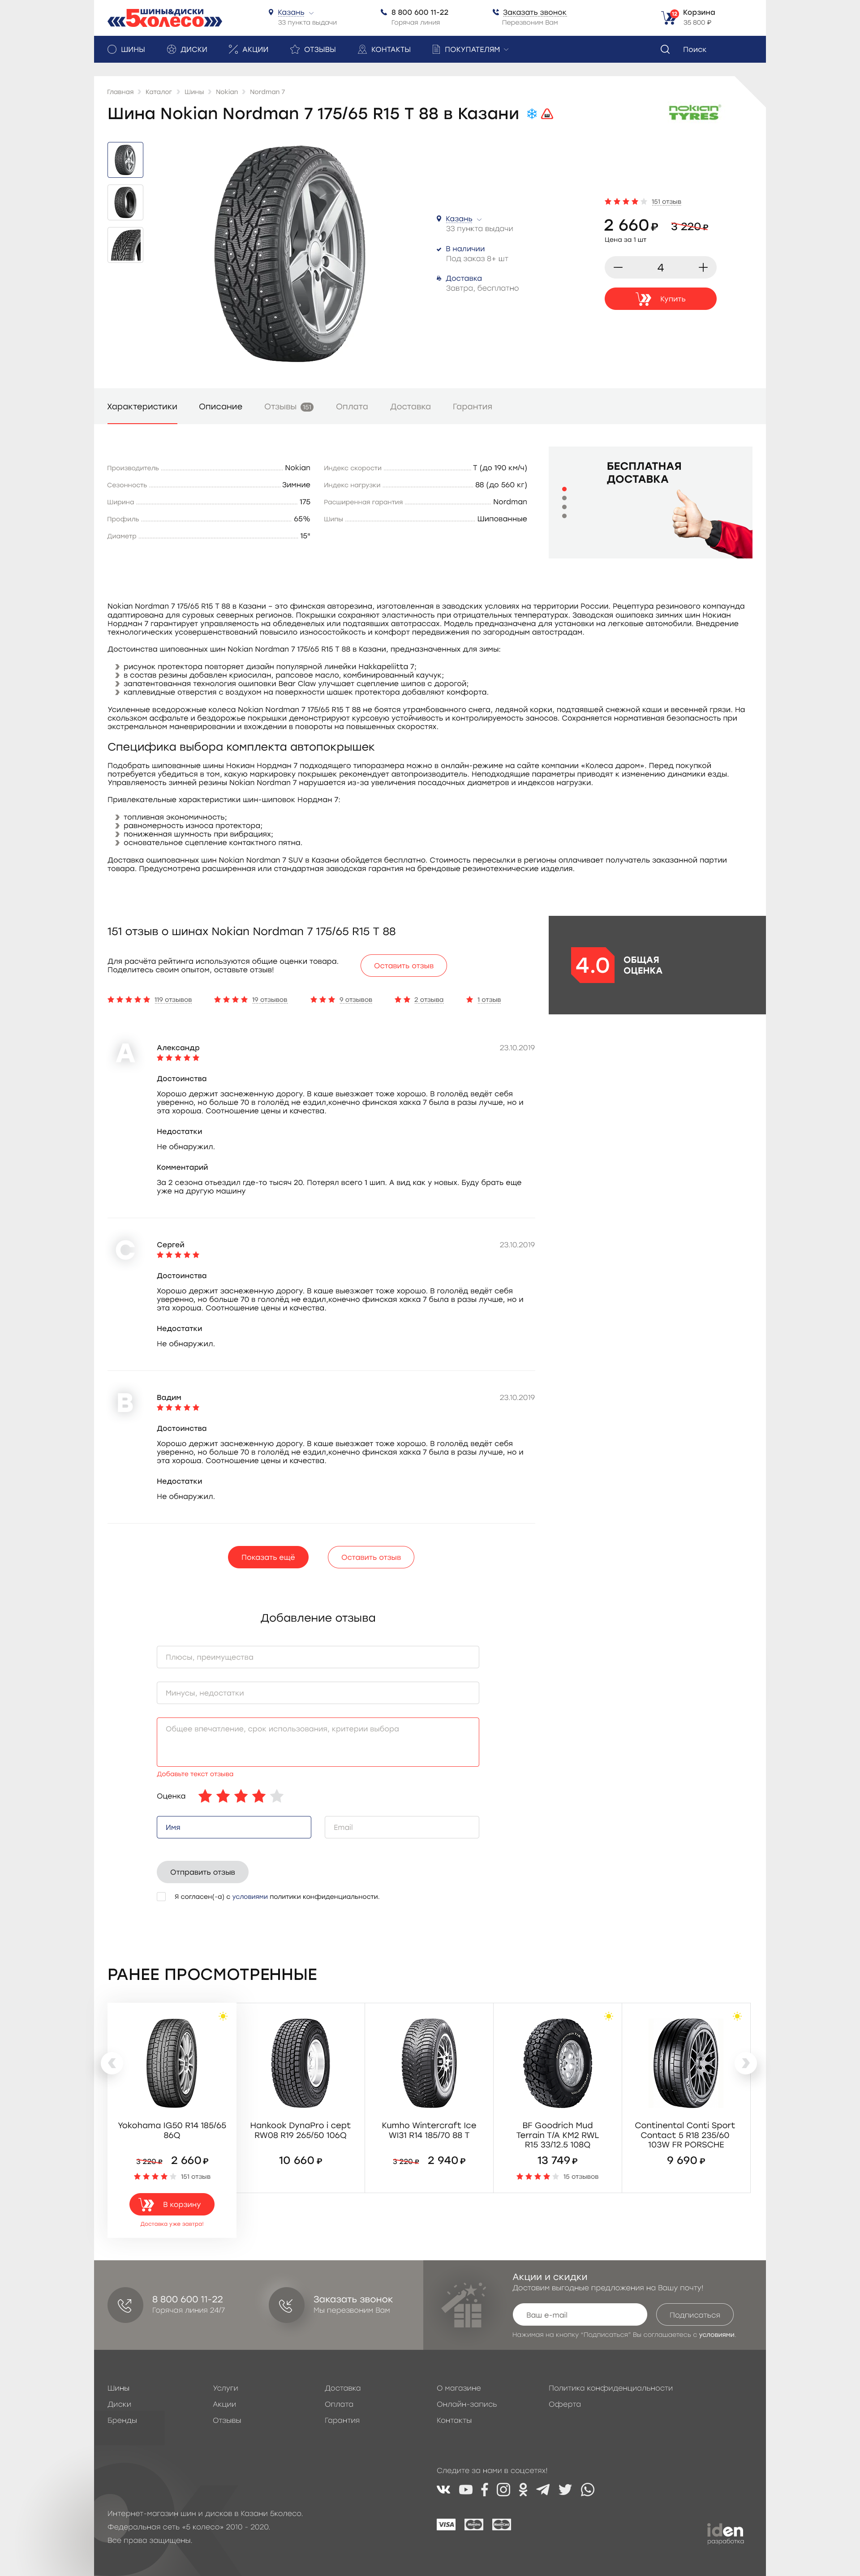 ШИНЫ&ДИСКИ
5КОЛЕСО
Казань
33 пункта выдачи
8 800 600 11-22
Горячая линия
Заказать звонок
Перезвоним Вам
12
Корзина
35 800 ₽
ШИНЫ
ДИСКИ
АКЦИИ
ОТЗЫВЫ
КОНТАКТЫ
ПОКУПАТЕЛЯМ
Поиск
Главная
Каталог
Шины
Nokian
Nordman 7
Шина Nokian Nordman 7 175/65 R15 T 88 в Казани
nokian
TYRES
Казань
33 пункта выдачи
В наличии
Под заказ 8+ шт
Доставка
Завтра, бесплатно
151 отзыв
2 660 ₽
3 220 ₽
Цена за 1 шт
4
Купить
Характеристики
Описание
Отзывы 151
Оплата
Доставка
Гарантия
Производитель Nokian
Сезонность Зимние
Ширина 175
Профиль 65%
Диаметр 15"
Индекс скорости T (до 190 км/ч)
Индекс нагрузки 88 (до 560 кг)
Расширенная гарантия Nordman
Шипы Шипованные
БЕСПЛАТНАЯ
ДОСТАВКА
Nokian Nordman 7 175/65 R15 T 88 в Казани – это финская авторезина, изготовленная в заводских условиях на территории России. Рецептура резинового компаунда
адаптирована для суровых северных регионов. Покрышки сохраняют эластичность при отрицательных температурах. Заводская ошиповка зимних шин Нокиан
Нордман 7 гарантирует управляемость на обледенелых или подтаявших автотрассах. Модель предназначена для установки на легковые автомобили. Внедрение
технологических усовершенствований повысило износостойкость и комфорт передвижения по загородным автострадам.
Достоинства шипованных шин Nokian Nordman 7 175/65 R15 T 88 в Казани, предназначенных для зимы:
рисунок протектора повторяет дизайн популярной линейки Hakkapeliitta 7;
в состав резины добавлен криосилан, рапсовое масло, комбинированный каучук;
запатентованная технология ошиповки Bear Claw улучшает сцепление шипов с дорогой;
каплевидные отверстия с воздухом на поверхности шашек протектора добавляют комфорта.
Усиленные вседорожные колеса Nokian Nordman 7 175/65 R15 T 88 не боятся утрамбованного снега, ледяной корки, подтаявшей снежной каши и весенней грязи. На
скользком асфальте и бездорожье покрышки демонстрируют курсовую устойчивость и контролируемость заносов. Сохраняется нормативная безопасность при
экстремальном маневрировании и вхождении в повороты на повышенных скоростях.
Специфика выбора комплекта автопокрышек
Подобрать шипованные шины Нокиан Нордман 7 подходящего типоразмера можно в онлайн-режиме на сайте компании «Колеса даром». Перед покупкой
потребуется убедиться в том, какую маркировку покрышек рекомендует автопроизводитель. Неподходящие параметры приводят к изменению динамики езды.
Управляемость зимней резины Nokian Nordman 7 нарушается из-за увеличения посадочных диаметров и индексов нагрузки.
Привлекательные характеристики шин-шиповок Нордман 7:
топливная экономичность;
равномерность износа протектора;
пониженная шумность при вибрациях;
основательное сцепление контактного пятна.
Доставка ошипованных шин Nokian Nordman 7 SUV в Казани обойдется бесплатно. Стоимость пересылки в регионы оплачивает получатель заказанной партии
товара. Предусмотрена расширенная или стандартная заводская гарантия на брендовые резинотехнические изделия.
151 отзыв о шинах Nokian Nordman 7 175/65 R15 T 88
Для расчёта рейтинга используются общие оценки товара.
Поделитесь своим опытом, оставьте отзыв!
Оставить отзыв
4.0
ОБЩАЯ
ОЦЕНКА
119 отзывов
19 отзывов
9 отзывов
2 отзыва
1 отзыв
А
Александр
23.10.2019
Достоинства
Хорошо держит заснеженную дорогу. В каше выезжает тоже хорошо. В гололёд ведёт себя
уверенно, но больше 70 в гололёд не ездил,конечно финская хакка 7 была в разы лучше, но и
эта хороша. Соотношение цены и качества.
Недостатки
Не обнаружил.
Комментарий
За 2 сезона отъездил где-то тысяч 20. Потерял всего 1 шип. А вид как у новых. Буду брать еще
уже на другую машину
С
Сергей
23.10.2019
Достоинства
Хорошо держит заснеженную дорогу. В каше выезжает тоже хорошо. В гололёд ведёт себя
уверенно, но больше 70 в гололёд не ездил,конечно финская хакка 7 была в разы лучше, но и
эта хороша. Соотношение цены и качества.
Недостатки
Не обнаружил.
В
Вадим
23.10.2019
Достоинства
Хорошо держит заснеженную дорогу. В каше выезжает тоже хорошо. В гололёд ведёт себя
уверенно, но больше 70 в гололёд не ездил,конечно финская хакка 7 была в разы лучше, но и
эта хороша. Соотношение цены и качества.
Недостатки
Не обнаружил.
Показать ещё
Оставить отзыв
Добавление отзыва
Плюсы, преимущества
Минусы, недостатки
Общее впечатление, срок использования, критерии выбора
Добавьте текст отзыва
Оценка
Имя
Email
Отправить отзыв
Я согласен(-а) с условиями политики конфиденциальности.
РАНЕЕ ПРОСМОТРЕННЫЕ
Yokohama IG50 R14 185/65
86Q
3 220 ₽ 2 660 ₽
151 отзыв
В корзину
Доставка уже завтра!
Hankook DynaPro i cept
RW08 R19 265/50 106Q
10 660 ₽
Kumho Wintercraft Ice
WI31 R14 185/70 88 T
3 220 ₽ 2 940 ₽
BF Goodrich Mud
Terrain T/A KM2 RWL
R15 33/12.5 108Q
13 749 ₽
15 отзывов
Continental Conti Sport
Contact 5 R18 235/60
103W FR PORSCHE
9 690 ₽
8 800 600 11-22
Горячая линия 24/7
Заказать звонок
Мы перезвоним Вам
Акции и скидки
Доставим выгодные предложения на Вашу почту!
Ваш e-mail
Подписаться
Нажимая на кнопку "Подписаться" Вы соглашаетесь с условиями.
Шины
Диски
Бренды
Услуги
Акции
Отзывы
Доставка
Оплата
Гарантия
О магазине
Онлайн-запись
Контакты
Политика конфиденциальности
Оферта
Следите за нами в соцсетях!
VISA
Интернет-магазин шин и дисков в Казани 5колесо.
Федеральная сеть «5 колесо» 2010 - 2020.
Все права защищены.
iden
разработка